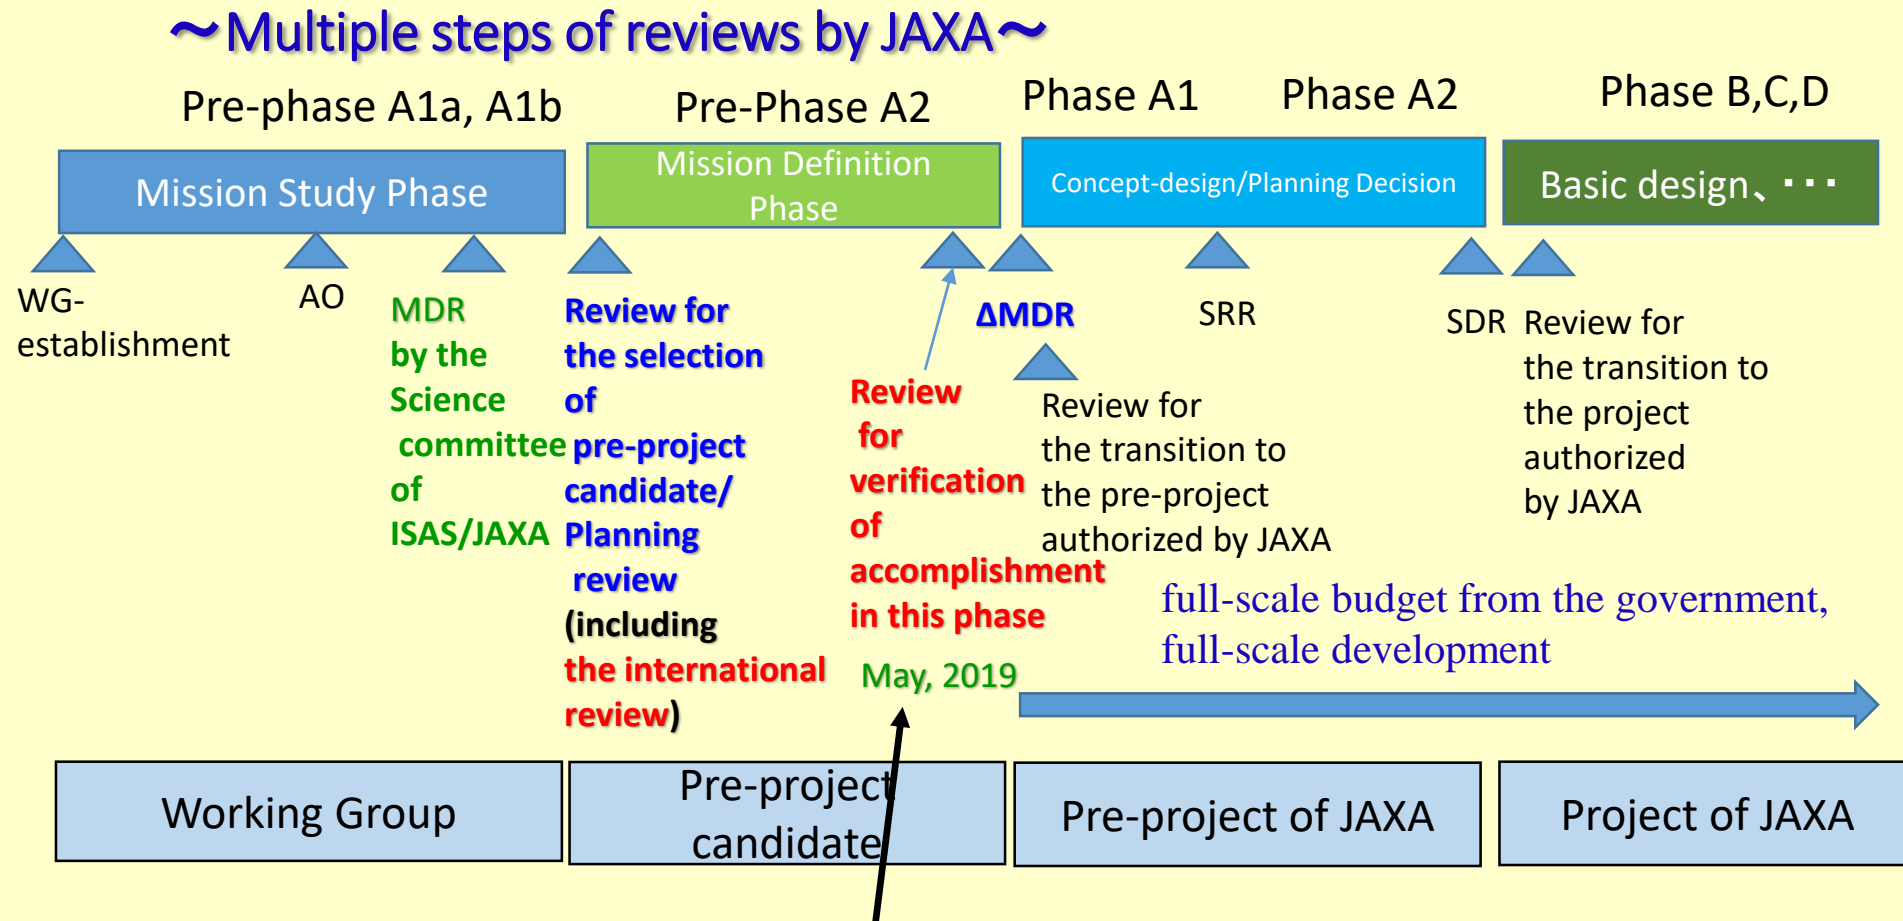 ～Multiple steps of reviews by JAXA～
Pre-phase A1a, A1b
Pre-Phase A2
Phase A1
Phase A2
Phase B,C,D
Mission Study Phase
Mission Definition
Phase
Concept-design/Planning Decision
Basic design、・・・
WG-
establishment
AO
MDR
by the
Science
committee
of
ISAS/JAXA
Review for
the selection
of
pre-project
candidate/
Planning
review
(including
the international
review)
Review
for
verification
of
accomplishment
in this phase
May, 2019
ΔMDR
Review for
the transition to
the pre-project
authorized by JAXA
SRR
SDR
Review for
the transition to
the project
authorized
by JAXA
full-scale budget from the government,
full-scale development
Working Group
Pre-project
candidate
Pre-project of JAXA
Project of JAXA